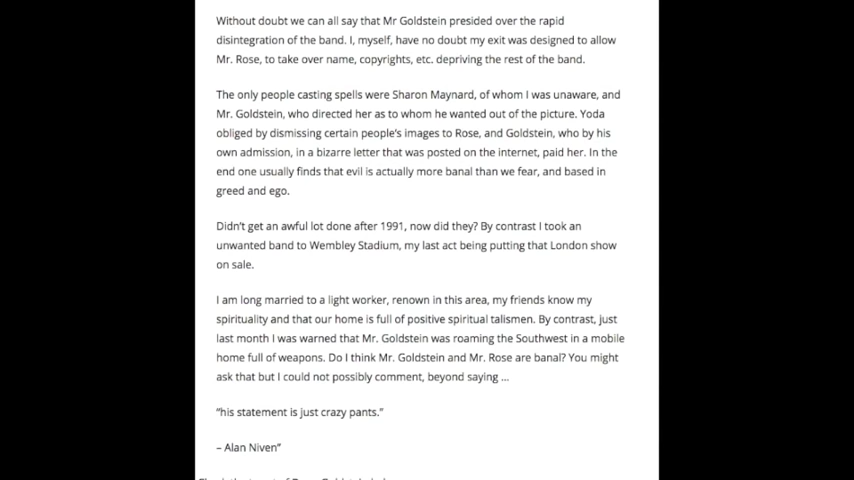 Without doubt we can all say that Mr Goldstein presided over the rapid
disintegration of the band. I, myself, have no doubt my exit was designed to allow
Mr. Rose, to take over name, copyrights, etc. depriving the rest of the band.
The only people casting spells were Sharon Maynard, of whom I was unaware, and
Mr. Goldstein, who directed her as to whom he wanted out of the picture. Yoda
obliged by dismissing certain people's images to Rose, and Goldstein, who by his
own admission, in a bizarre letter that was posted on the internet, paid her. In the
end one usually finds that evil is actually more banal than we fear, and based in
greed and ego.
Didn't get an awful lot done after 1991, now did they? By contrast I took an
unwanted band to Wembley Stadium, my last act being putting that London show
on sale.
I am long married to a light worker, renown in this area, my friends know my
spirituality and that our home is full of positive spiritual talismen. By contrast, just
last month I was warned that Mr. Goldstein was roaming the Southwest in a mobile
home full of weapons. Do I think Mr. Goldstein and Mr. Rose are banal? You might
ask that but I could not possibly comment, beyond saying ...
"his statement is just crazy pants."
– Alan Niven"